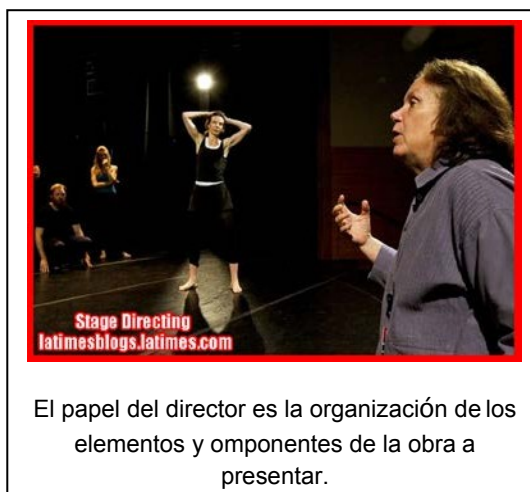 Stage Directing
latimesblogs.latimes.com
El papel del director es la organización de los
elementos y omponentes de la obra a
presentar.